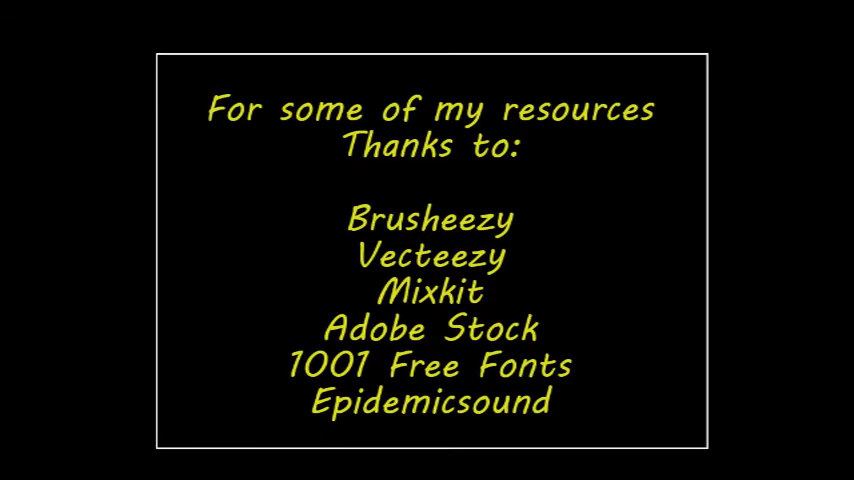 For some of my resources
Thanks to:
Brusheezy
Vecteezy
Mixkit
Adobe Stock
1001 Free Fonts
Epidemicsound